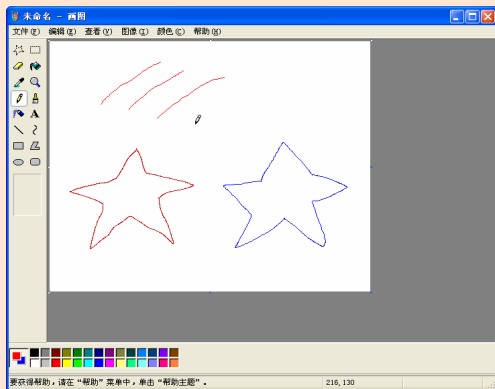 未命名 - 画图
文件(F) 编辑(E) 查看(V) 图像(I) 颜色(C) 帮助(H)
A
要获得帮助，请在“帮助”菜单中，单击“帮助主题”。 216,130